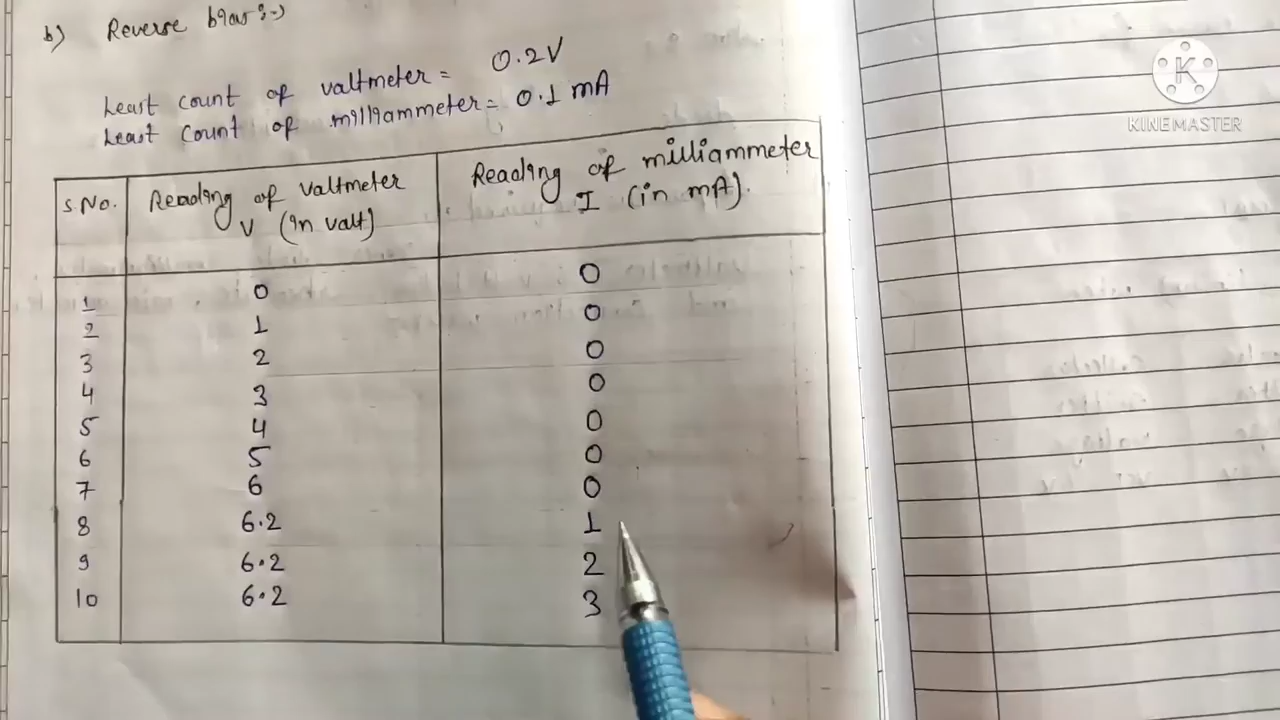 b) Reverse bias :->
Least count of valtmeter = 0.2V
Least count of milliammeter = 0.1 mA
S.No. Reading of valtmeter V (in valt) Reading of milliammeter I (in mA).
1 0 0
2 1 0
3 2 0
4 3 0
5 4 0
6 5 0
7 6 0
8 6.2 1
9 6.2 2
10 6.2 3
K
KINEMASTER